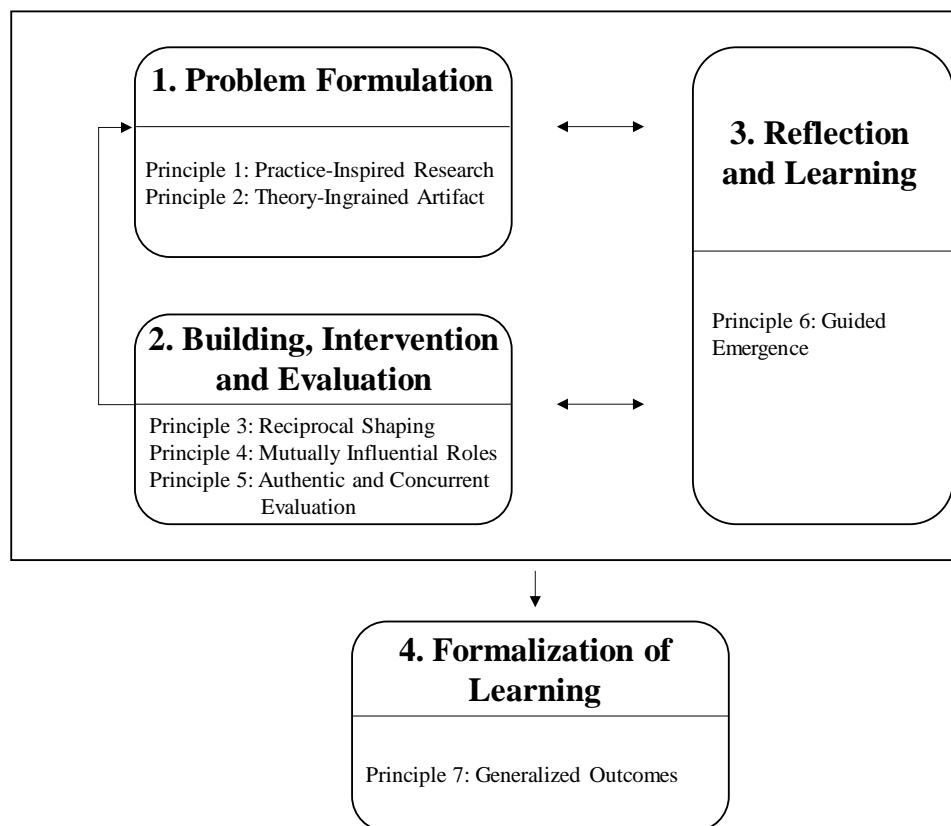 1. Problem Formulation
Principle 1: Practice-Inspired Research
Principle 2: Theory-Ingrained Artifact
2. Building, Intervention
and Evaluation
Principle 3: Reciprocal Shaping
Principle 4: Mutually Influential Roles
Principle 5: Authentic and Concurrent
Evaluation
3. Reflection
and Learning
Principle 6: Guided
Emergence
4. Formalization of
Learning
Principle 7: Generalized Outcomes